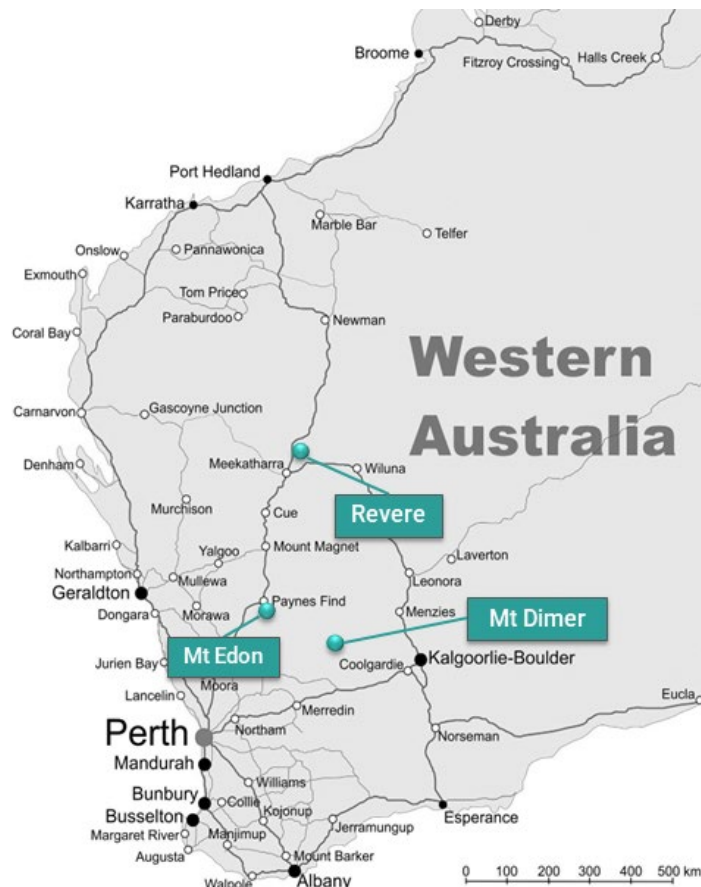 Derby
Broome
Fitzroy Crossing
Halls Creek
Port Hedland
Karratha
Marble Bar
Telfer
Onslow
Pannawonica
Exmouth
Tom Price
Paraburdoo
Newman
Coral Bay
Western
Australia
Carnarvon
Gascoyne Junction
Denham
Meekatharra
Wiluna
Murchison
Revere
Cue
Kalbarri
Yalgoo
Mount Magnet
Laverton
Northampton
Mullewa
Leonora
Geraldton
Paynes Find
Dongara
Morawa
Menzies
Mt Dimer
Mt Edon
Jurien Bay
Coolgardie
Kalgoorlie-Boulder
Moora
Lancelin
Eucla
Merredin
Perth
Northam
Norseman
Mandurah
Williams
Bunbury
Collie
Busselton
Kojonup
Esperance
Margaret River
Manjimup
Jerramungup
Augusta
Mount Barker
Walpole
Albany
0 100 200 300 400 500 km